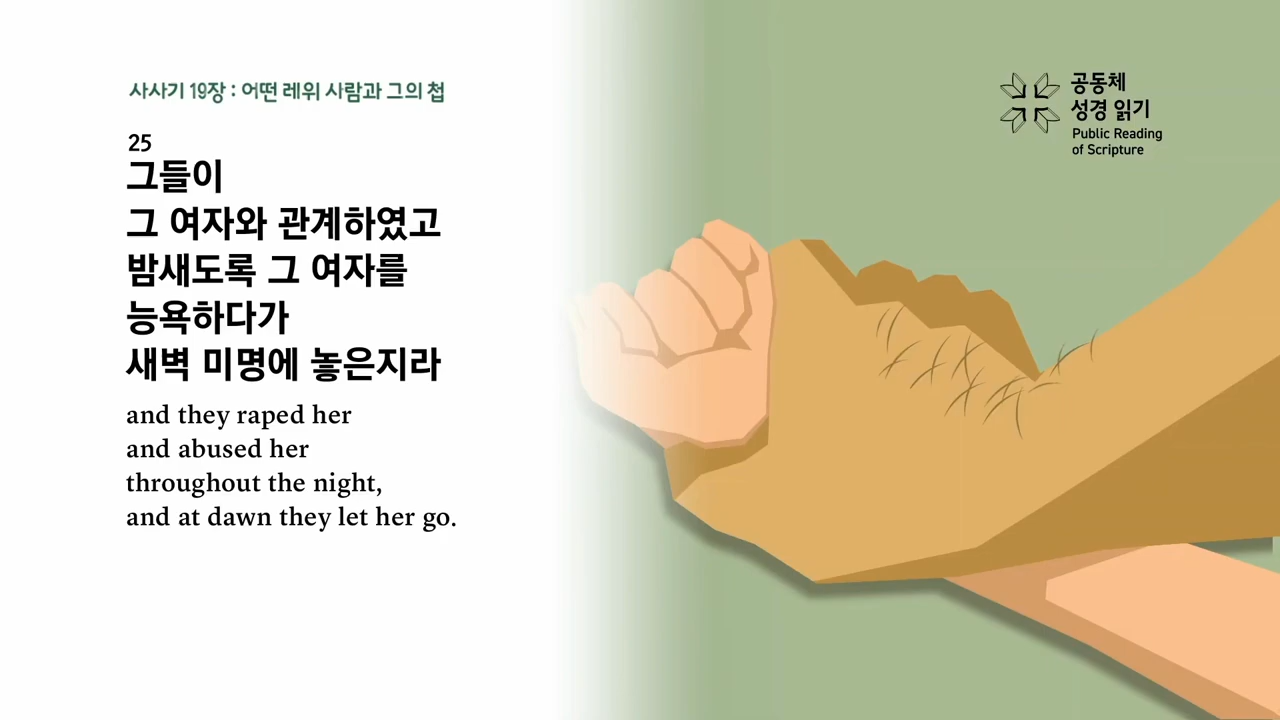 사사기 19장 : 어떤 레위 사람과 그의 첩
25
그들이
그 여자와 관계하였고
밤새도록 그 여자를
능욕하다가
새벽 미명에 놓은지라
and they raped her
and abused her
throughout the night,
and at dawn they let her go.
공동체
성경 읽기
Public Reading
of Scripture